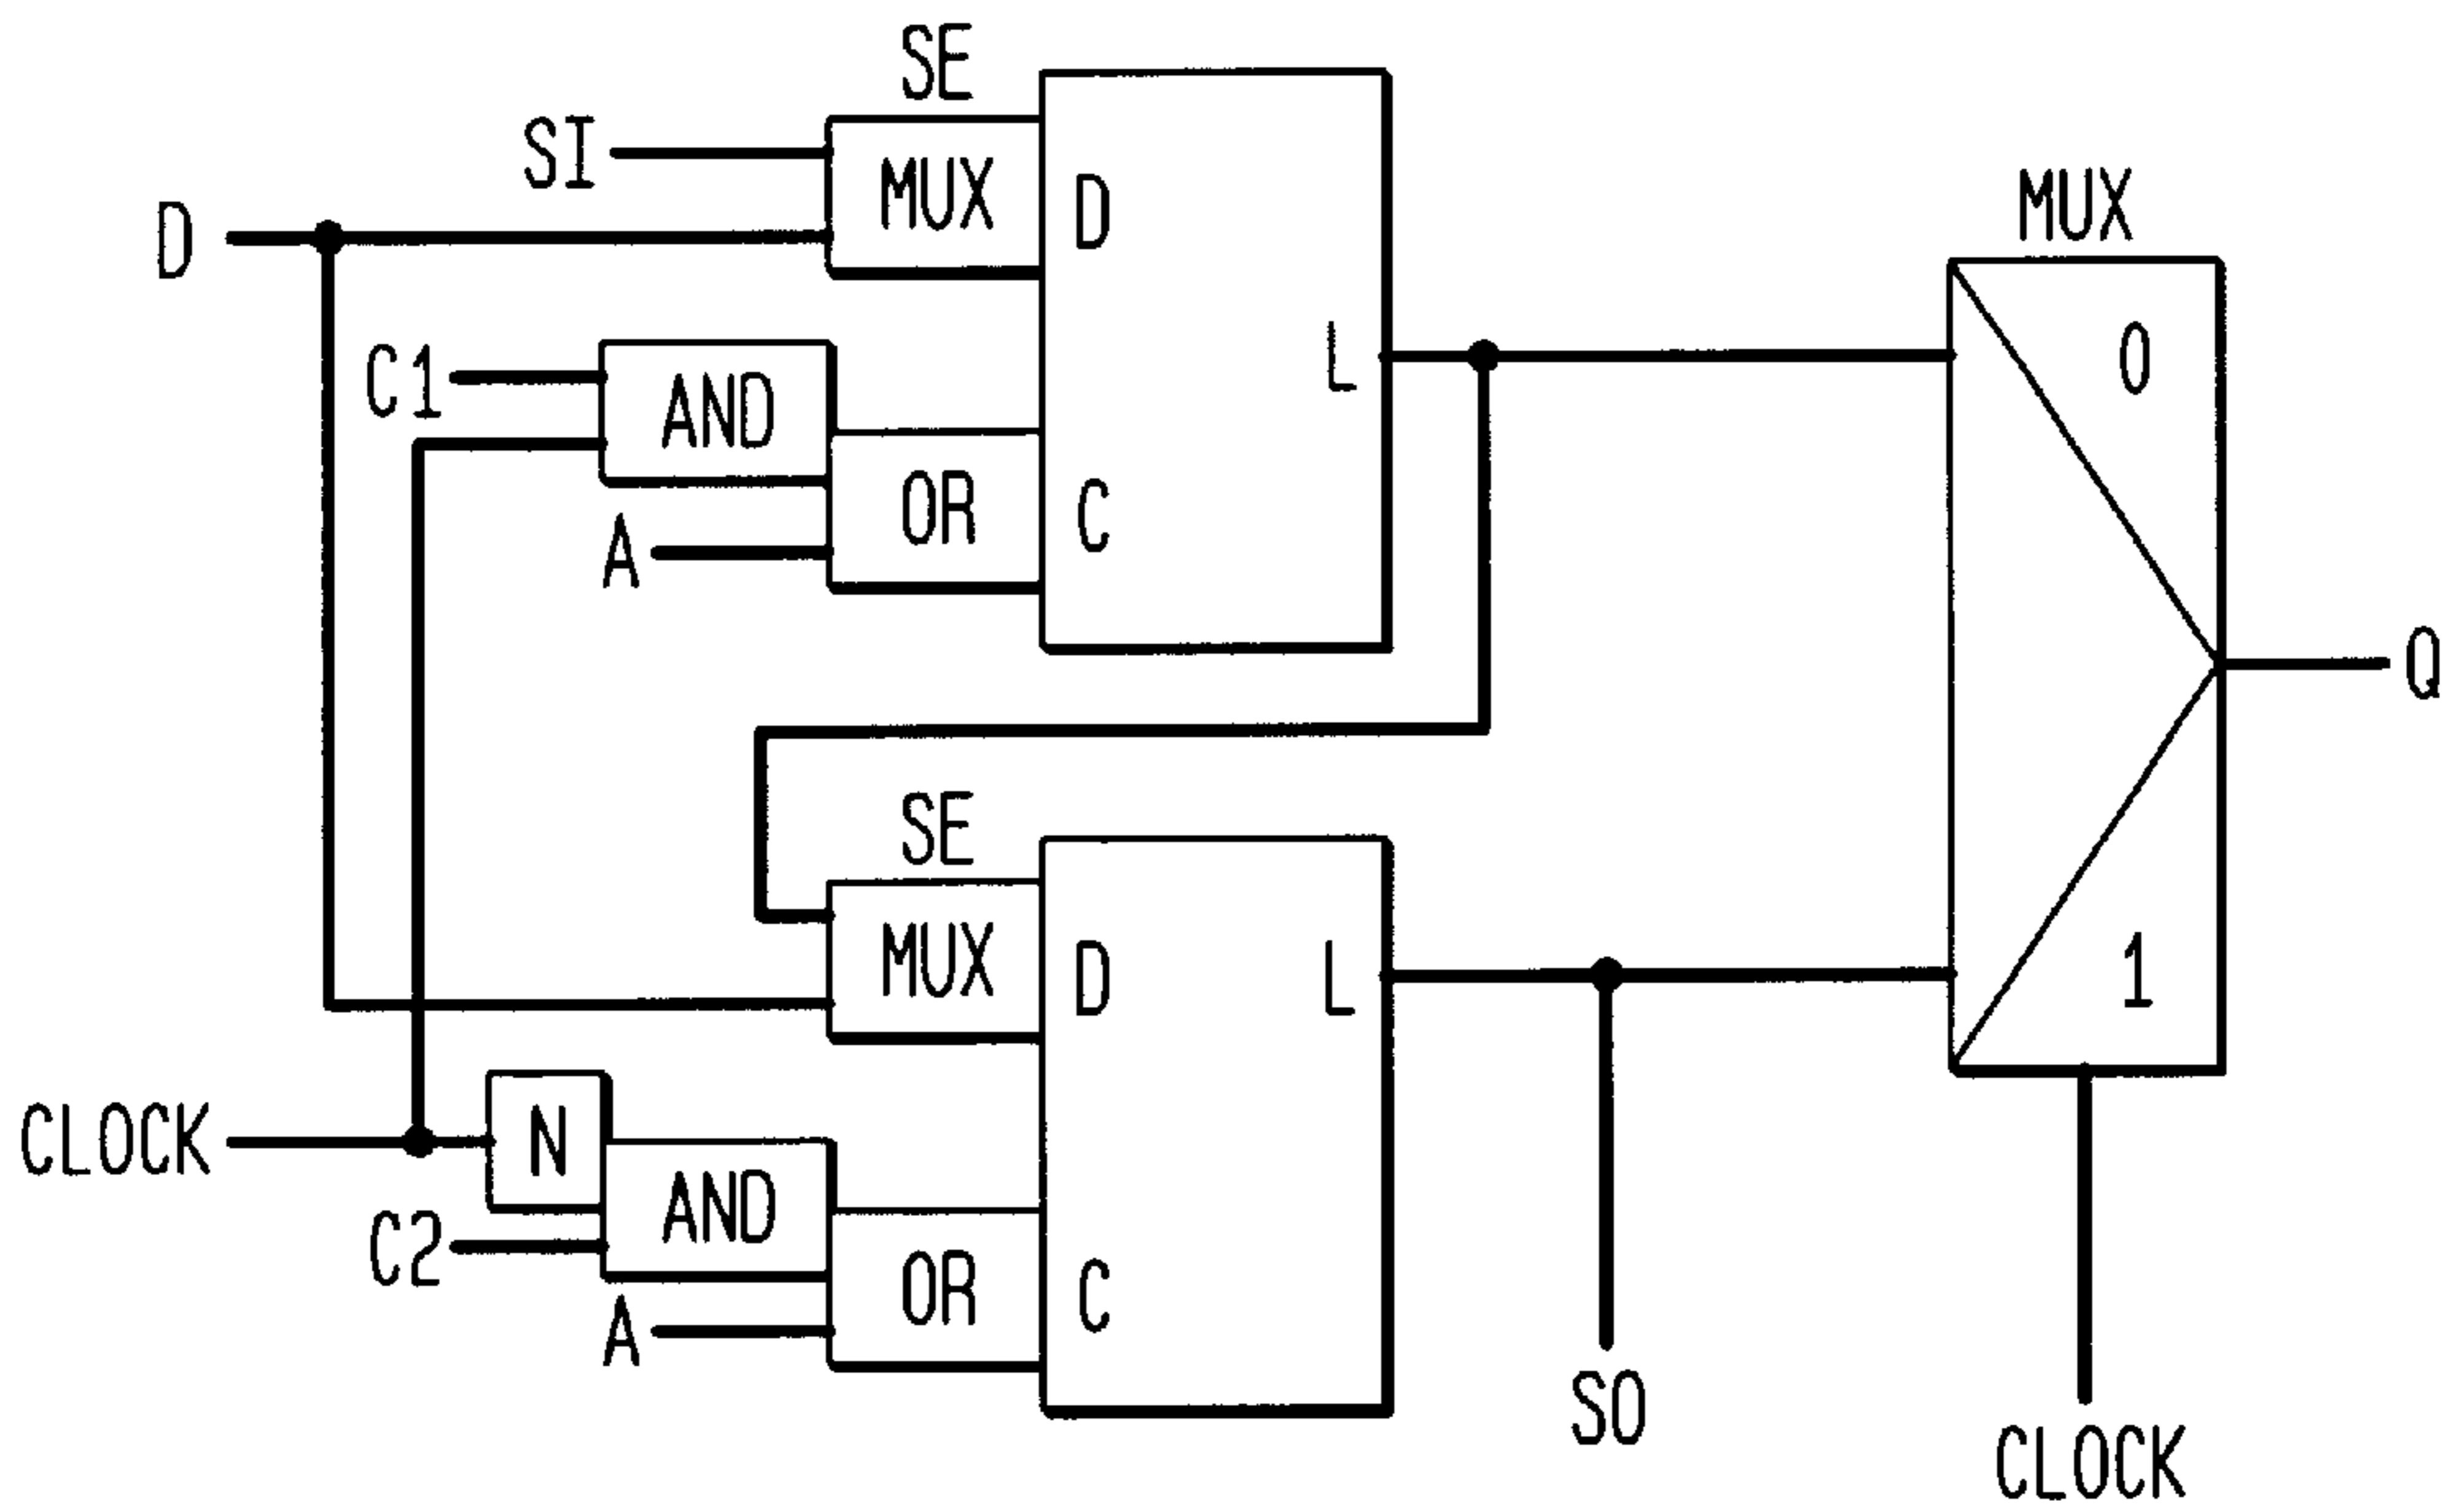 SE
SI
MUX
D
D
MUX
C1
AND
L
0
OR
C
A
Q
SE
MUX
D
L
1
CLOCK
N
AND
C2
OR
C
A
SO
CLOCK